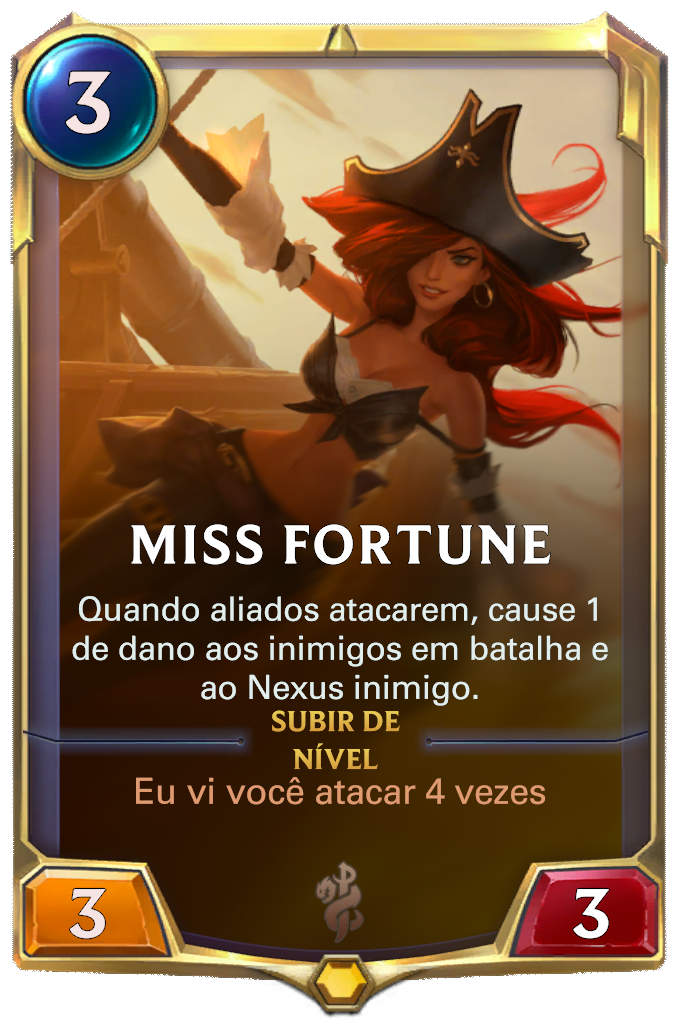 3
MISS FORTUNE
Quando aliados atacarem, cause 1
de dano aos inimigos em batalha e
ao Nexus inimigo.
SUBIR DE
NÍVEL
Eu vi você atacar 4 vezes
3
3